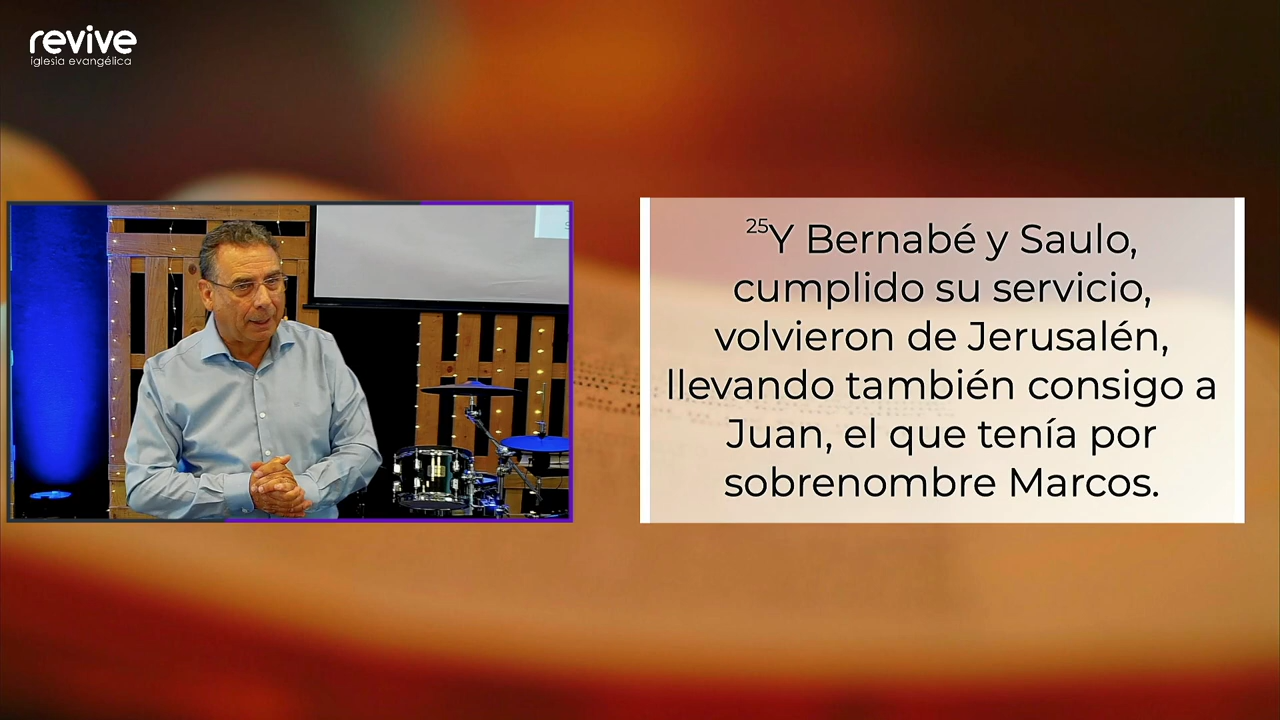 revive
iglesia evangélica
25Y Bernabé y Saulo,
cumplido su servicio,
volvieron de Jerusalén,
llevando también consigo a
Juan, el que tenía por
sobrenombre Marcos.